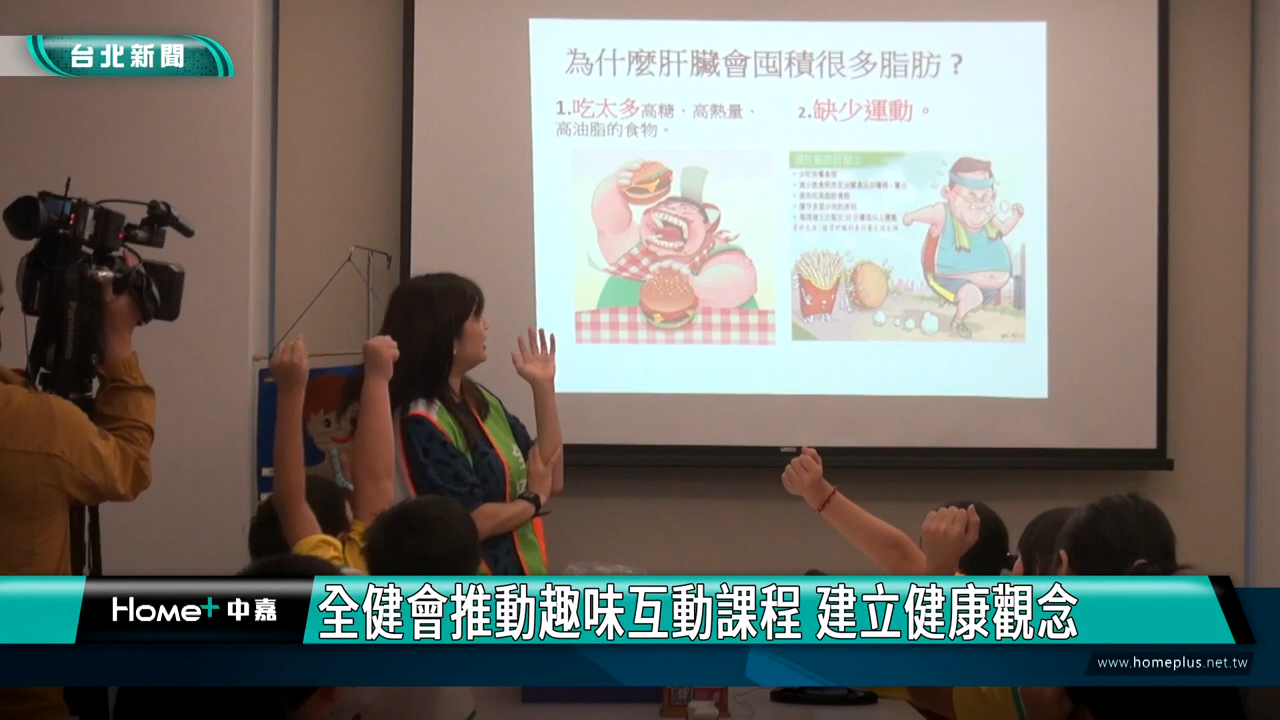 台北新聞
為什麼肝臟會囤積很多脂肪？
1.吃太多高糖、高熱量、
高油脂的食物。
2.缺少運動。
Home+中嘉
全健會推動趣味互動課程 建立健康觀念
www.homeplus.net.tw